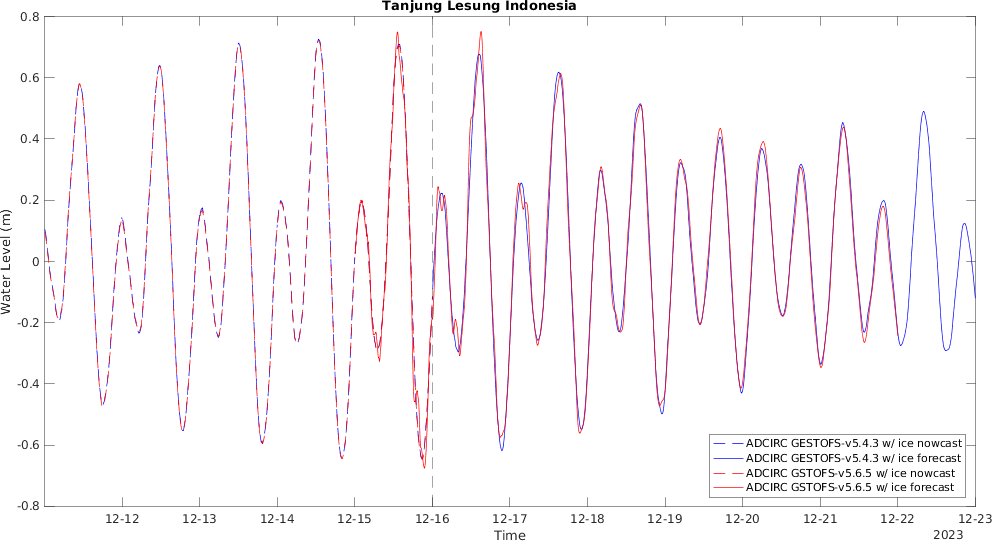 Tanjung Lesung Indonesia
0.8
0.6
0.4
0.2
0
-0.2
-0.4
-0.6
-0.8
Water Level (m)
ADCIRC GESTOFS-v5.4.3 w/ ice nowcast
ADCIRC GESTOFS-v5.4.3 w/ ice forecast
ADCIRC GSTOFS-v5.6.5 w/ ice nowcast
ADCIRC GSTOFS-v5.6.5 w/ ice forecast
12-12 12-13 12-14 12-15 12-16 12-17 12-18 12-19 12-20 12-21 12-22 12-23
Time
2023